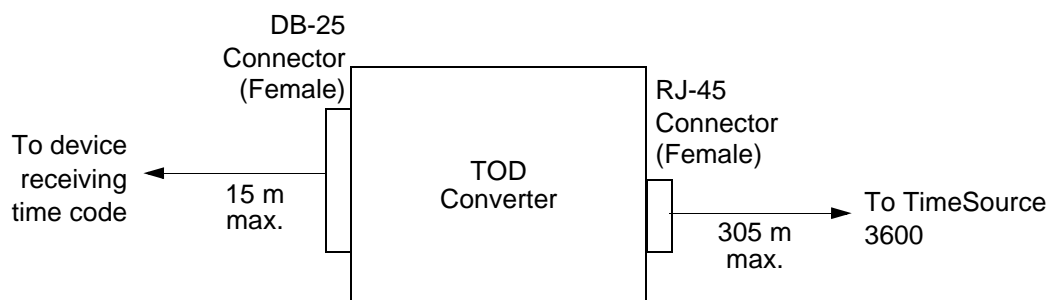 DB-25
Connector
(Female)
RJ-45
Connector
(Female)
To device
receiving
time code
15 m
max.
TOD
Converter
305 m
max.
To TimeSource
3600